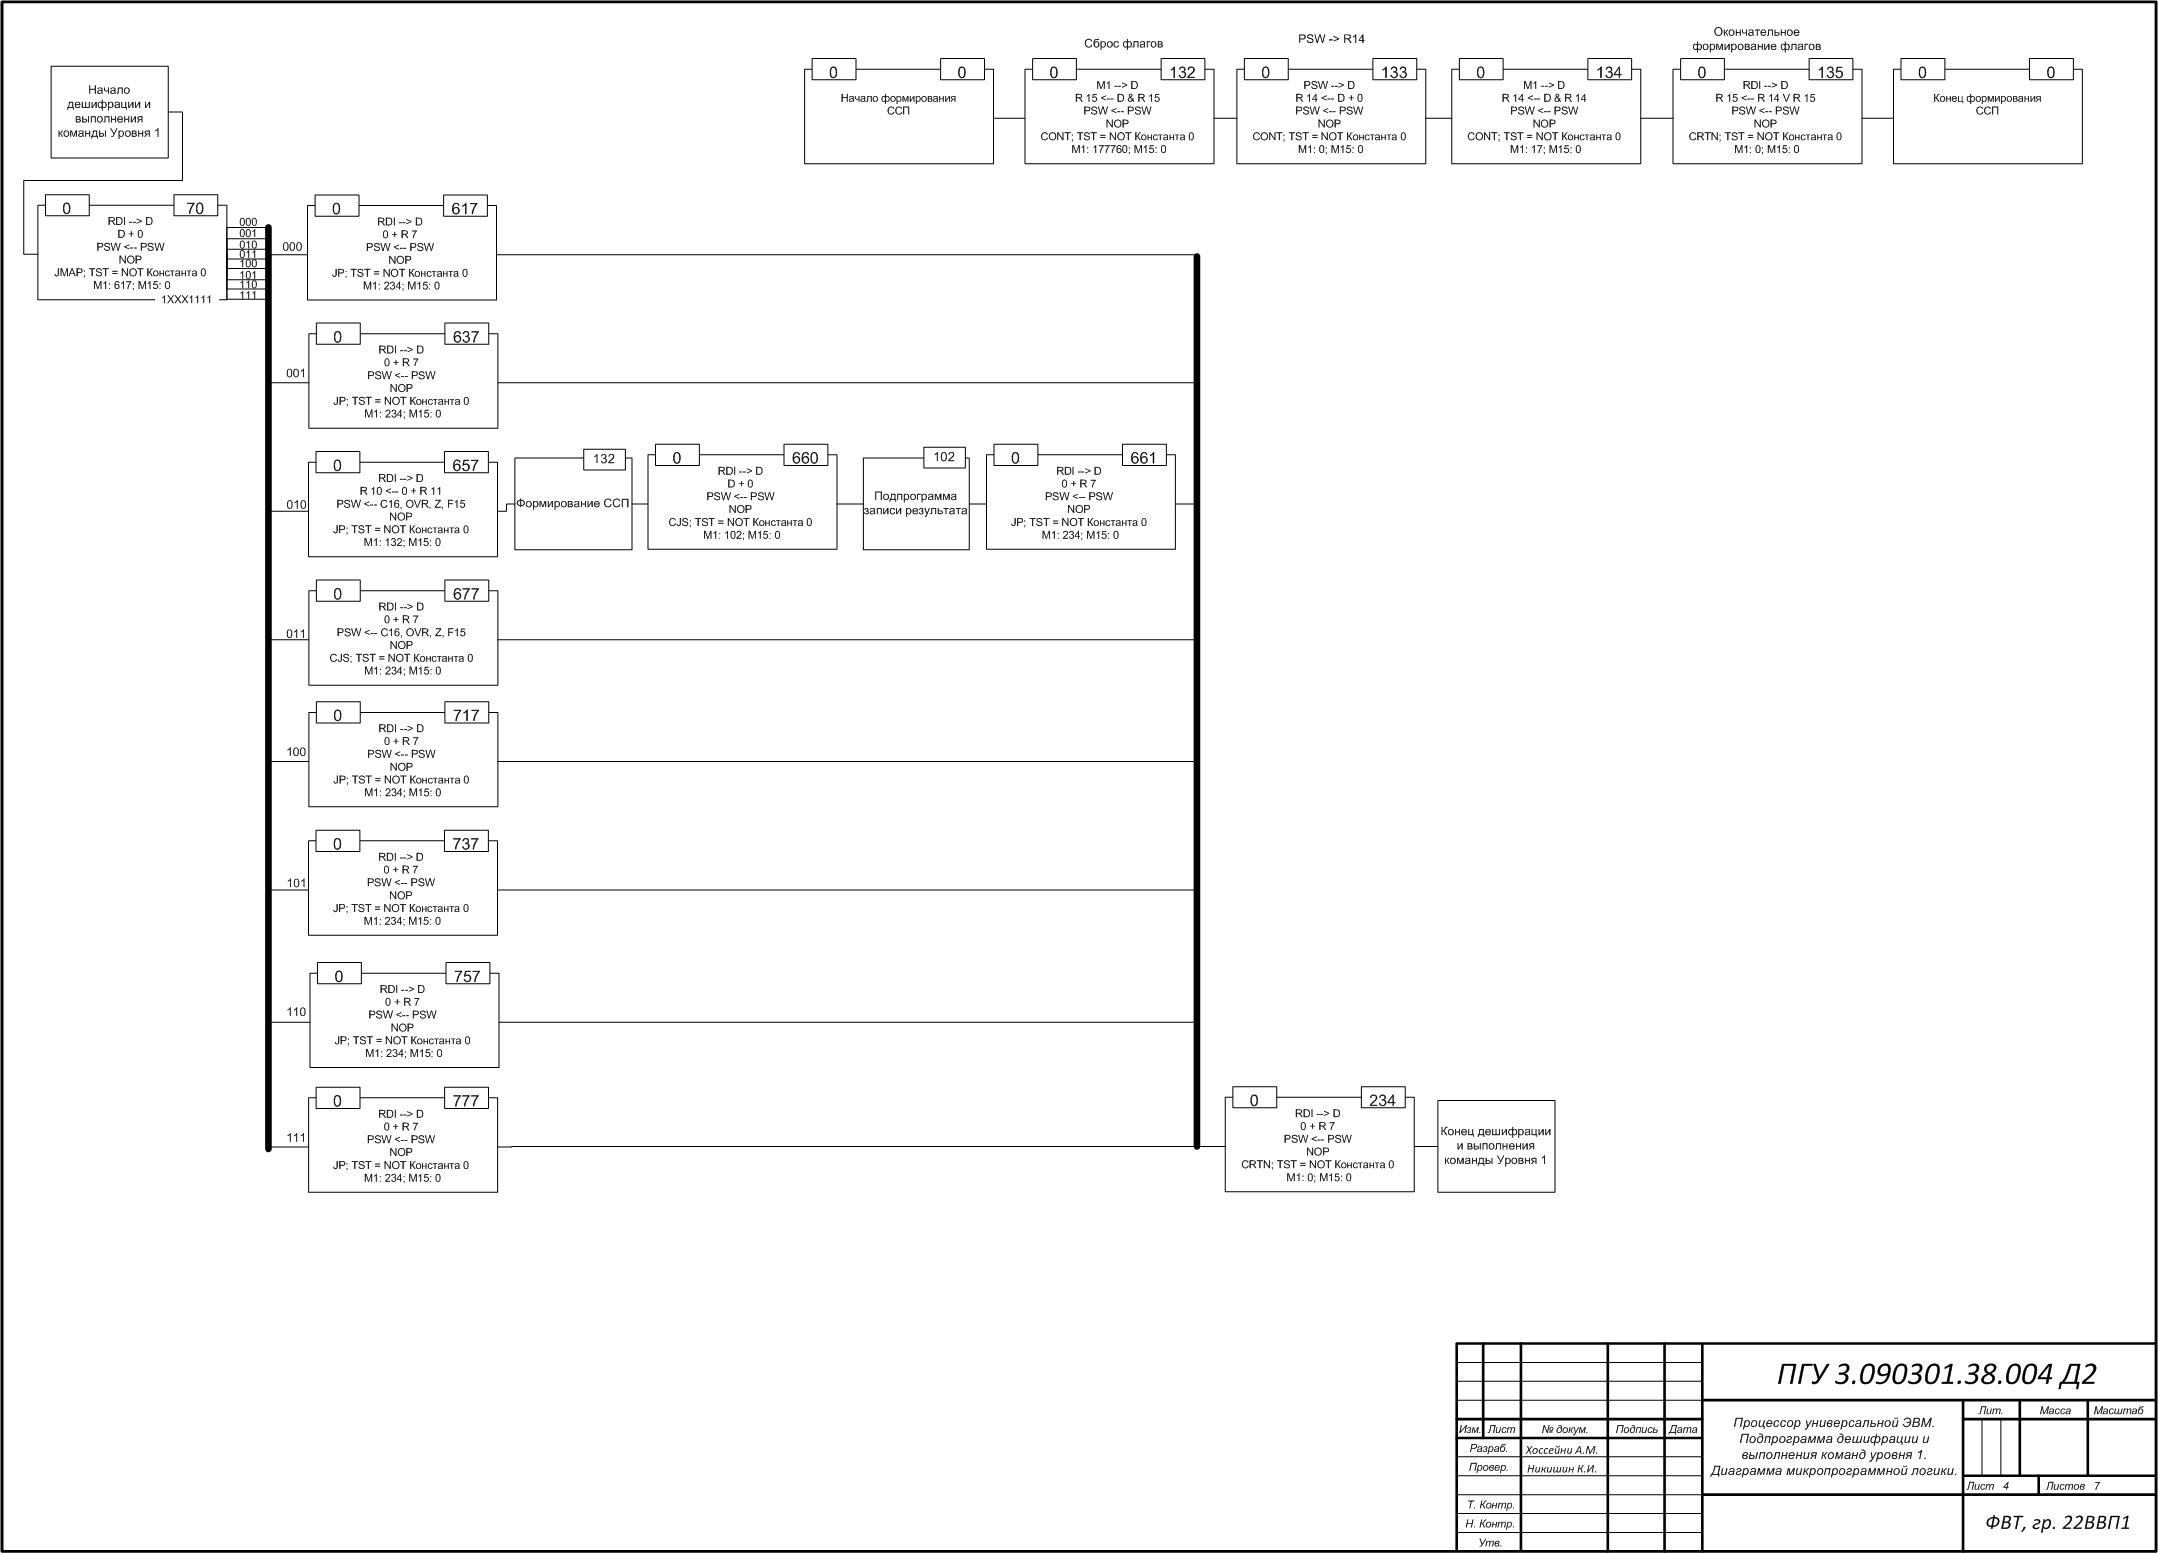 Начало
дешифрации и
выполнения
команды Уровня 1
Сброс флагов
PSW -> R14
Окончательное
формирование флагов
0
0
Начало формирования
ССП
0
132
M1 --> D
R 15 <-- D & R 15
PSW <-- PSW
NOP
CONT; TST = NOT Константа 0
M1: 177760; M15: 0
0
133
PSW --> D
R 14 <-- D + 0
PSW <-- PSW
NOP
CONT; TST = NOT Константа 0
M1: 0; M15: 0
0
134
M1 --> D
R 14 <-- D & R 14
PSW <-- PSW
NOP
CONT; TST = NOT Константа 0
M1: 17; M15: 0
0
135
RDI --> D
R 15 <-- R 14 V R 15
PSW <-- PSW
NOP
CRTN; TST = NOT Константа 0
M1: 0; M15: 0
0
0
Конец формирования
ССП
0
70
RDI --> D
D + 0
PSW <-- PSW
NOP
JMAP; TST = NOT Константа 0
M1: 617; M15: 0
1XXX1111
000
001
010
011
100
101
110
111
000
0
617
RDI --> D
0 + R 7
PSW <-- PSW
NOP
JP; TST = NOT Константа 0
M1: 234; M15: 0
001
0
637
RDI --> D
0 + R 7
PSW <-- PSW
NOP
JP; TST = NOT Константа 0
M1: 234; M15: 0
010
0
657
RDI --> D
R 10 <-- 0 + R 11
PSW <-- C16, OVR, Z, F15
NOP
JP; TST = NOT Константа 0
M1: 132; M15: 0
132
Формирование ССП
0
660
RDI --> D
D + 0
PSW <-- PSW
NOP
CJS; TST = NOT Константа 0
M1: 102; M15: 0
102
Подпрограмма
записи результата
0
661
RDI --> D
0 + R 7
PSW <-- PSW
NOP
JP; TST = NOT Константа 0
M1: 234; M15: 0
011
0
677
RDI --> D
0 + R 7
PSW <-- C16, OVR, Z, F15
NOP
CJS; TST = NOT Константа 0
M1: 234; M15: 0
100
0
717
RDI --> D
0 + R 7
PSW <-- PSW
NOP
JP; TST = NOT Константа 0
M1: 234; M15: 0
101
0
737
RDI --> D
0 + R 7
PSW <-- PSW
NOP
JP; TST = NOT Константа 0
M1: 234; M15: 0
110
0
757
RDI --> D
0 + R 7
PSW <-- PSW
NOP
JP; TST = NOT Константа 0
M1: 234; M15: 0
111
0
777
RDI --> D
0 + R 7
PSW <-- PSW
NOP
JP; TST = NOT Константа 0
M1: 234; M15: 0
0
234
RDI --> D
0 + R 7
PSW <-- PSW
NOP
CRTN; TST = NOT Константа 0
M1: 0; M15: 0
Конец дешифрации
и выполнения
команды Уровня 1
ПГУ 3.090301.38.004 Д2
Изм. Лист № докум. Подпись Дата
Разраб. Хоссейни А.М.
Провер. Никишин К.И.
Т. Контр.
Н. Контр.
Утв.
Процессор универсальной ЭВМ.
Подпрограмма дешифрации и
выполнения команд уровня 1.
Диаграмма микропрограммной логики.
Лит. Масса Масштаб
Лист 4 Листов 7
ФВТ, гр. 22ВВП1